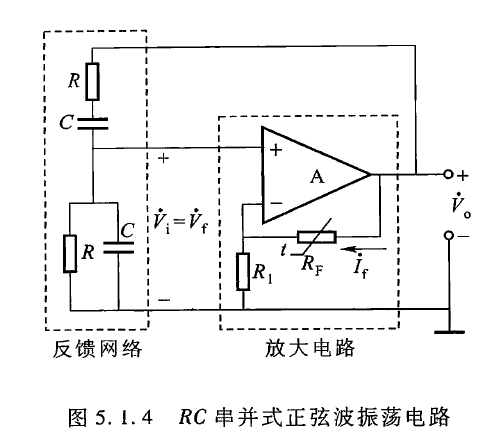 R
C
R
C
+
V̇i=V̇f
−
+
−
A
t
RF
İf
R1
+
V̇o
−
反馈网络
放大电路
图 5.1.4 RC 串并式正弦波振荡电路